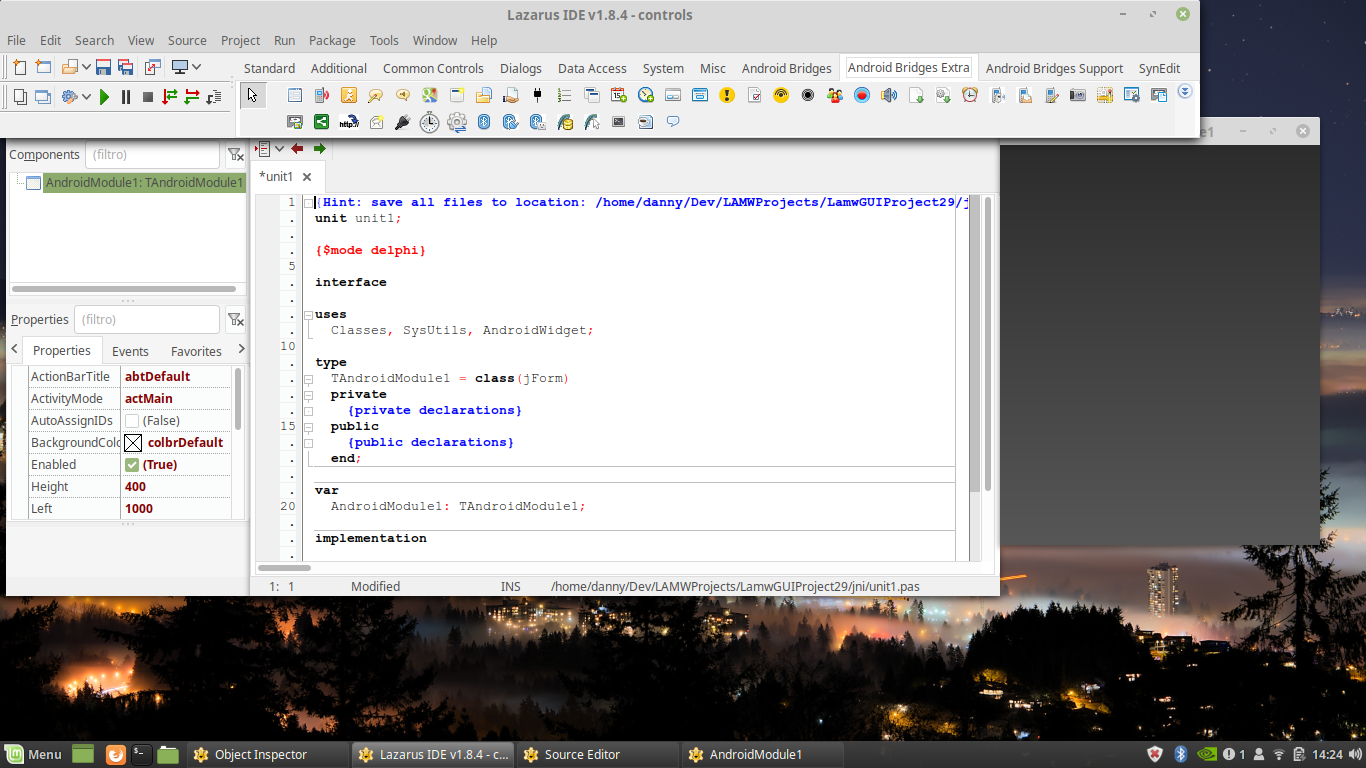 Lazarus IDE v1.8.4 - controls
File Edit Search View Source Project Run Package Tools Window Help
Standard Additional Common Controls Dialogs Data Access System Misc Android Bridges Android Bridges Extra Android Bridges Support SynEdit
http://
Components (filtro)
AndroidModule1: TAndroidModule1
Properties (filtro)
Properties Events Favorites
ActionBarTitle abtDefault
ActivityMode actMain
AutoAssignIDs (False)
BackgroundColo colbrDefault
Enabled (True)
Height 400
Left 1000
*unit1
1 {Hint: save all files to location: /home/danny/Dev/LAMWProjects/LamwGUIProject29/j
. unit unit1;
.
. {$mode delphi}
5
. interface
.
. uses
. Classes, SysUtils, AndroidWidget;
10
. type
. TAndroidModule1 = class(jForm)
. private
. {private declarations}
15 public
. {public declarations}
. end;
.
. var
20 AndroidModule1: TAndroidModule1;
.
. implementation
.
1: 1 Modified INS /home/danny/Dev/LAMWProjects/LamwGUIProject29/jni/unit1.pas
e1
Menu Object Inspector Lazarus IDE v1.8.4 - c... Source Editor AndroidModule1 1 14:24